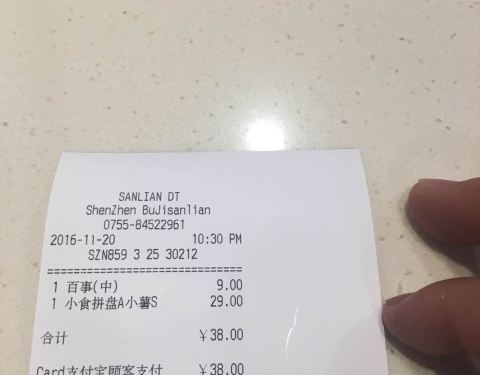 SANLIAN DT
ShenZhen BuJisanlian
0755-84522961
2016-11-20 10:30 PM
SZN859 3 25 30212
==============================
1 百事(中) 9.00
1 小食拼盘A小薯S 29.00
合计 ￥38.00
Card支付宝顾客支付 ￥38.00